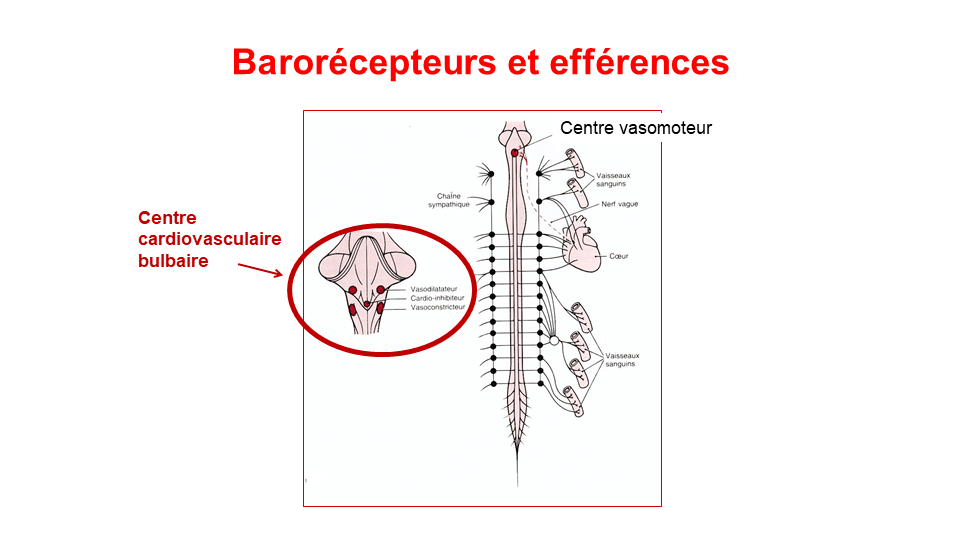 Barorécepteurs et efférences
Centre vasomoteur
Vaisseaux
sanguins
Chaîne
sympathique
Nerf vague
Centre
cardiovasculaire
bulbaire
Cœur
Vasodilatateur
Cardio-inhibiteur
Vasoconstricteur
Vaisseaux
sanguins